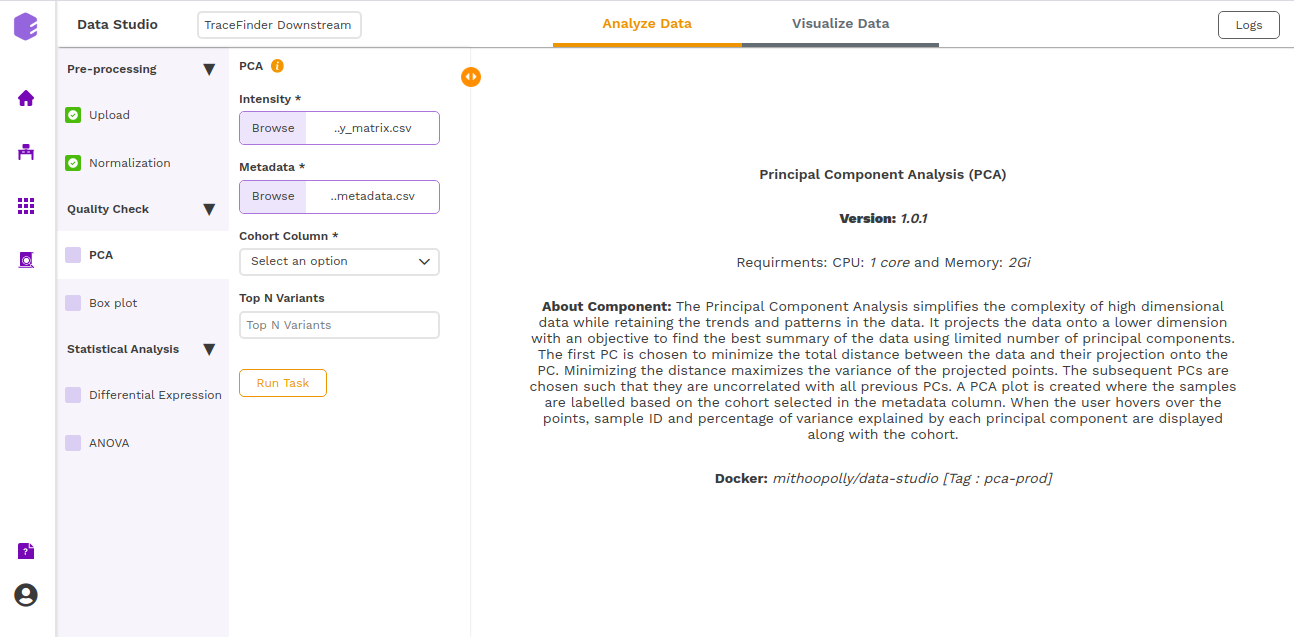 Data Studio
TraceFinder Downstream
Analyze Data
Visualize Data
Logs
Pre-processing
Upload
Normalization
Quality Check
PCA
Box plot
Statistical Analysis
Differential Expression
ANOVA
PCA
Intensity *
Browse ..y_matrix.csv
Metadata *
Browse ..metadata.csv
Cohort Column *
Select an option
Top N Variants
Top N Variants
Run Task
Principal Component Analysis (PCA)
Version: 1.0.1
Requirments: CPU: 1 core and Memory: 2Gi
About Component: The Principal Component Analysis simplifies the complexity of high dimensional
data while retaining the trends and patterns in the data. It projects the data onto a lower dimension
with an objective to find the best summary of the data using limited number of principal components.
The first PC is chosen to minimize the total distance between the data and their projection onto the
PC. Minimizing the distance maximizes the variance of the projected points. The subsequent PCs are
chosen such that they are uncorrelated with all previous PCs. A PCA plot is created where the samples
are labelled based on the cohort selected in the metadata column. When the user hovers over the
points, sample ID and percentage of variance explained by each principal component are displayed
along with the cohort.
Docker: mithoopolly/data-studio [Tag : pca-prod]